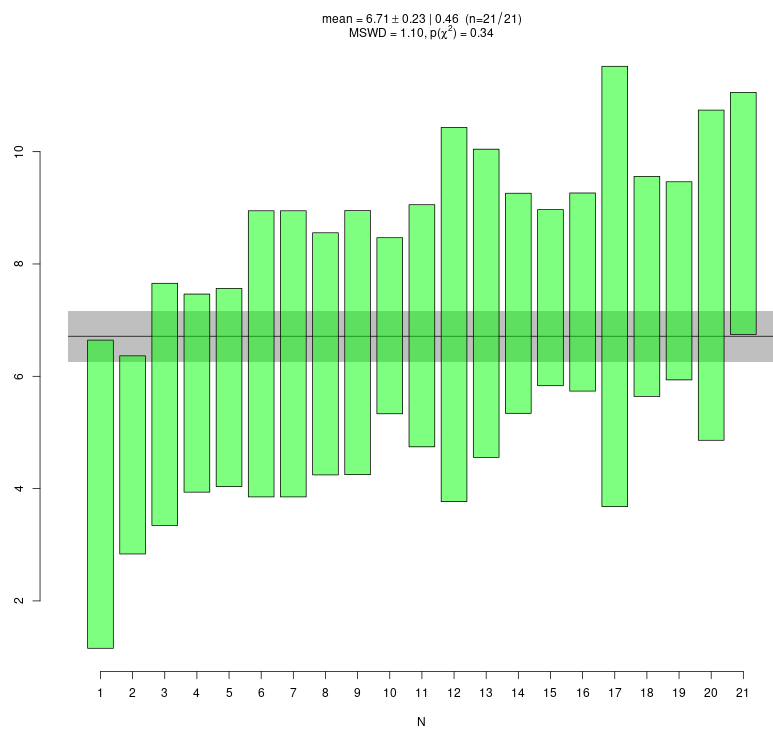 mean = 6.71 ± 0.23 | 0.46 (n=21/21)
MSWD = 1.10, p(χ²) = 0.34
10
8
6
4
2
1 2 3 4 5 6 7 8 9 10 11 12 13 14 15 16 17 18 19 20 21
N